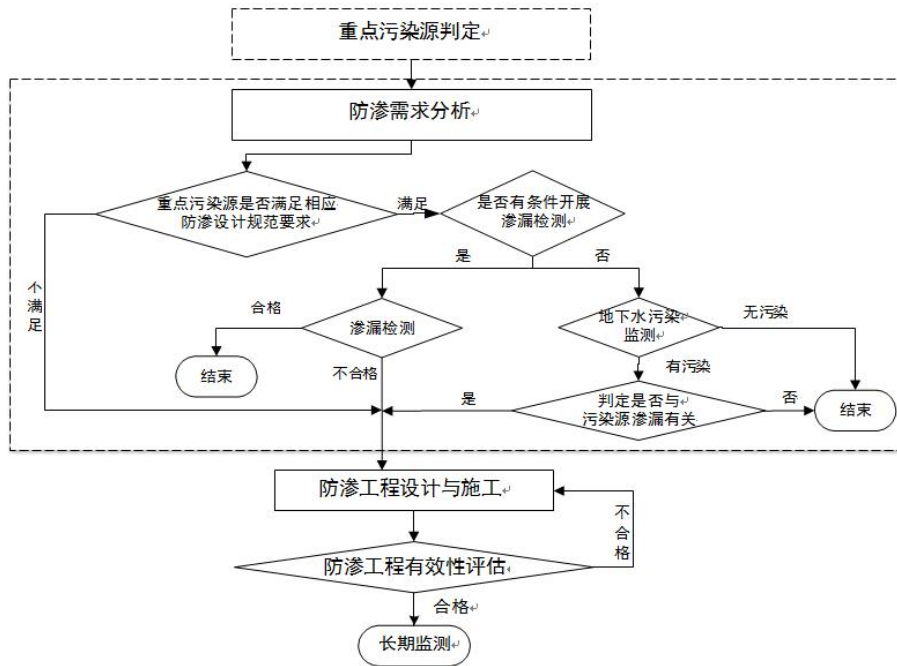 重点污染源判定
防渗需求分析
重点污染源是否满足相应
防渗设计规范要求
满足
是否有条件开展
渗漏检测
是
否
不
满
足
合格
渗漏检测
地下水污染
监测
无污染
结束
不合格
有污染
是
判定是否与
污染源渗漏有关
否
结束
防渗工程设计与施工
不
合
格
防渗工程有效性评估
合格
长期监测